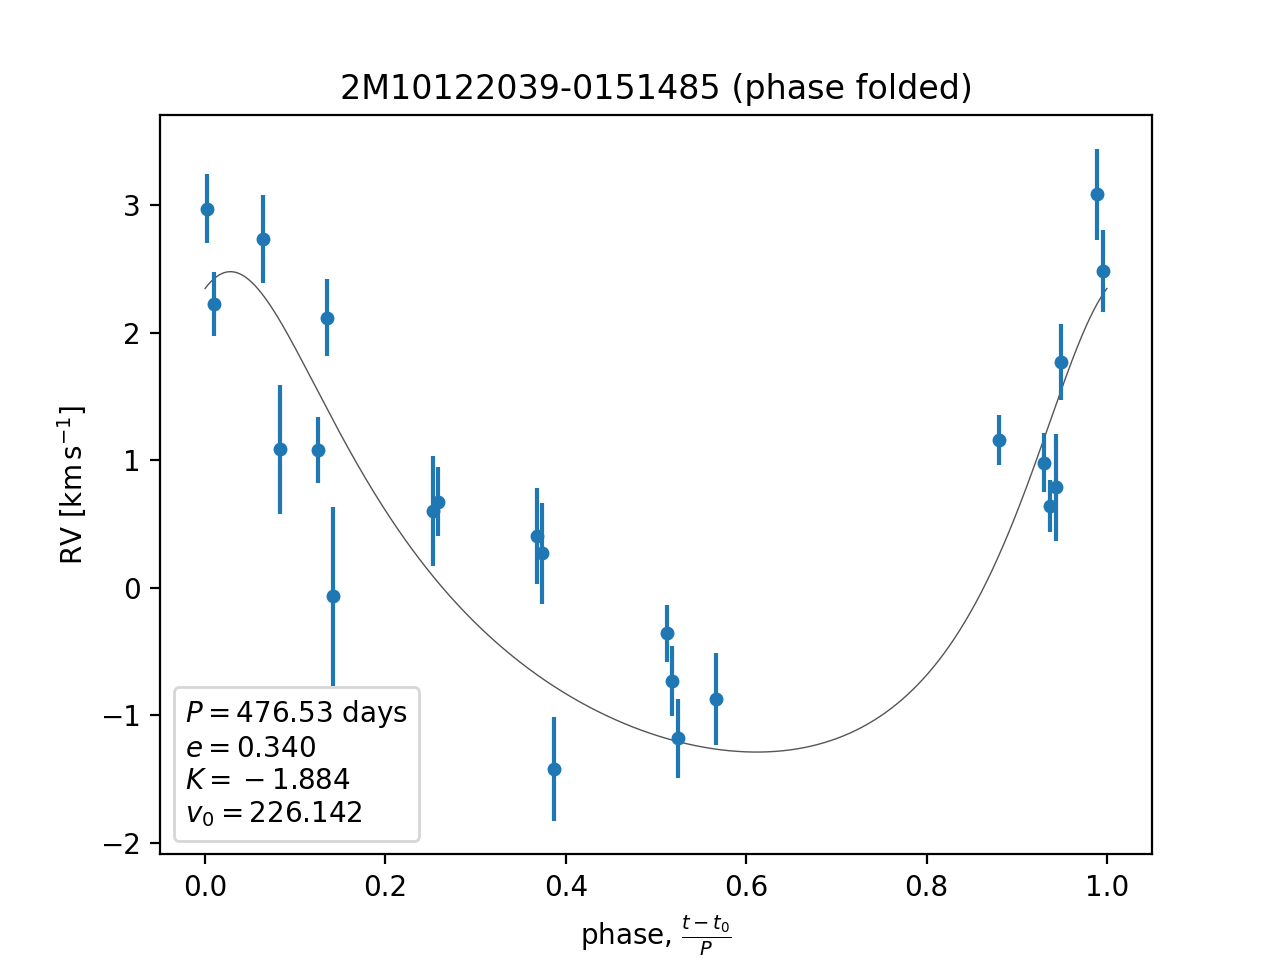 2M10122039-0151485 (phase folded)
RV [km s⁻¹]
3
2
1
0
−1
−2
P = 476.53 days
e = 0.340
K = −1.884
v₀ = 226.142
0.0 0.2 0.4 0.6 0.8 1.0
phase, (t − t₀)/P